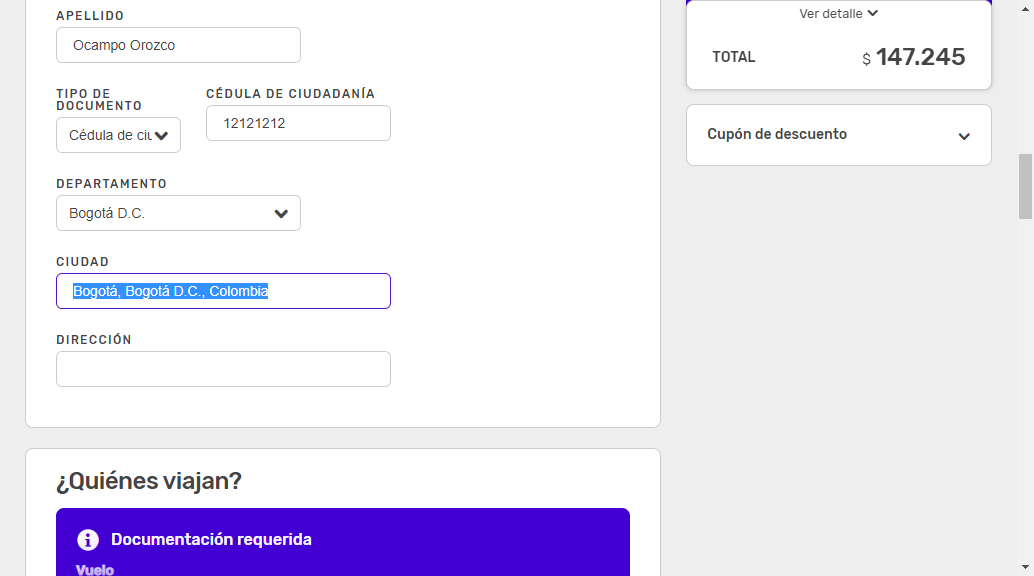 APELLIDO
Ocampo Orozco
TIPO DE
DOCUMENTO
CÉDULA DE CIUDADANÍA
Cédula de ciu
12121212
DEPARTAMENTO
Bogotá D.C.
CIUDAD
Bogotá, Bogotá D.C., Colombia
DIRECCIÓN
¿Quiénes viajan?
Documentación requerida
Vuelo
Ver detalle
TOTAL
$ 147.245
Cupón de descuento